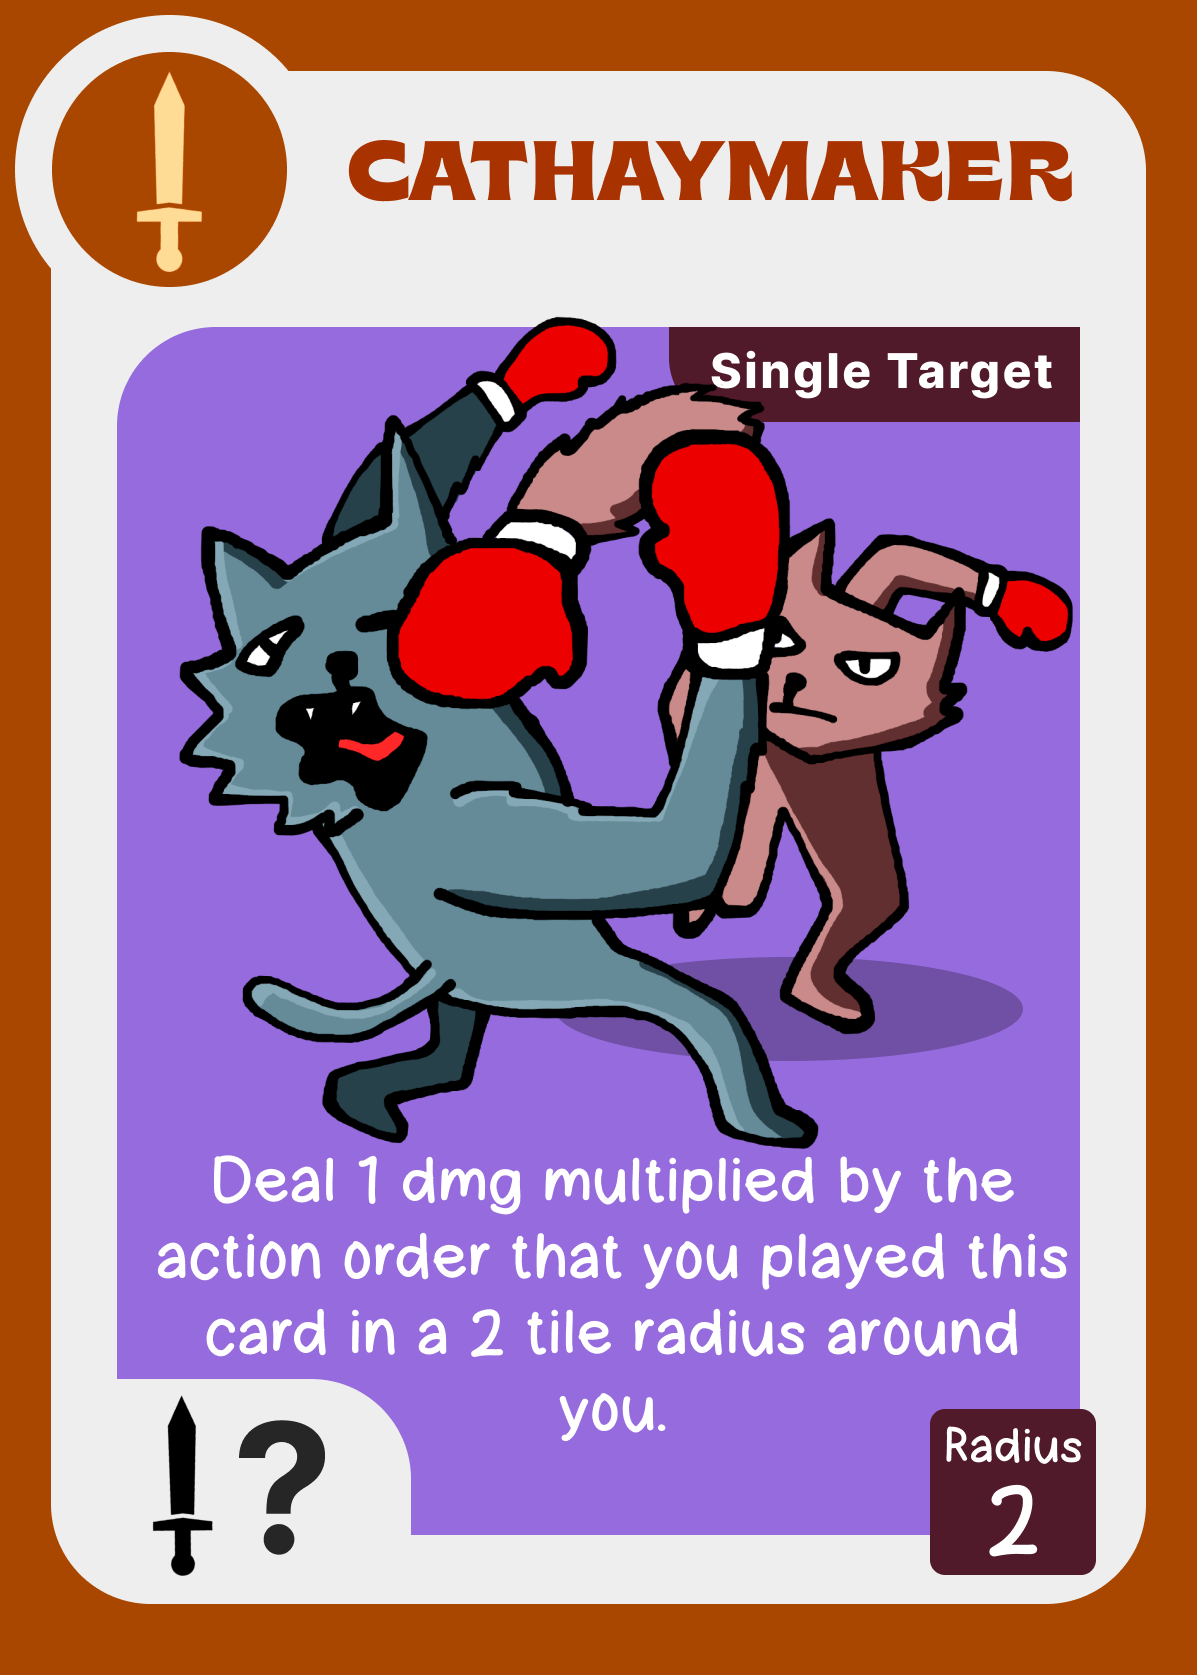 CATHAYMAKER
Single Target
Deal 1 dmg multiplied by the
action order that you played this
card in a 2 tile radius around
you.
?
Radius
2